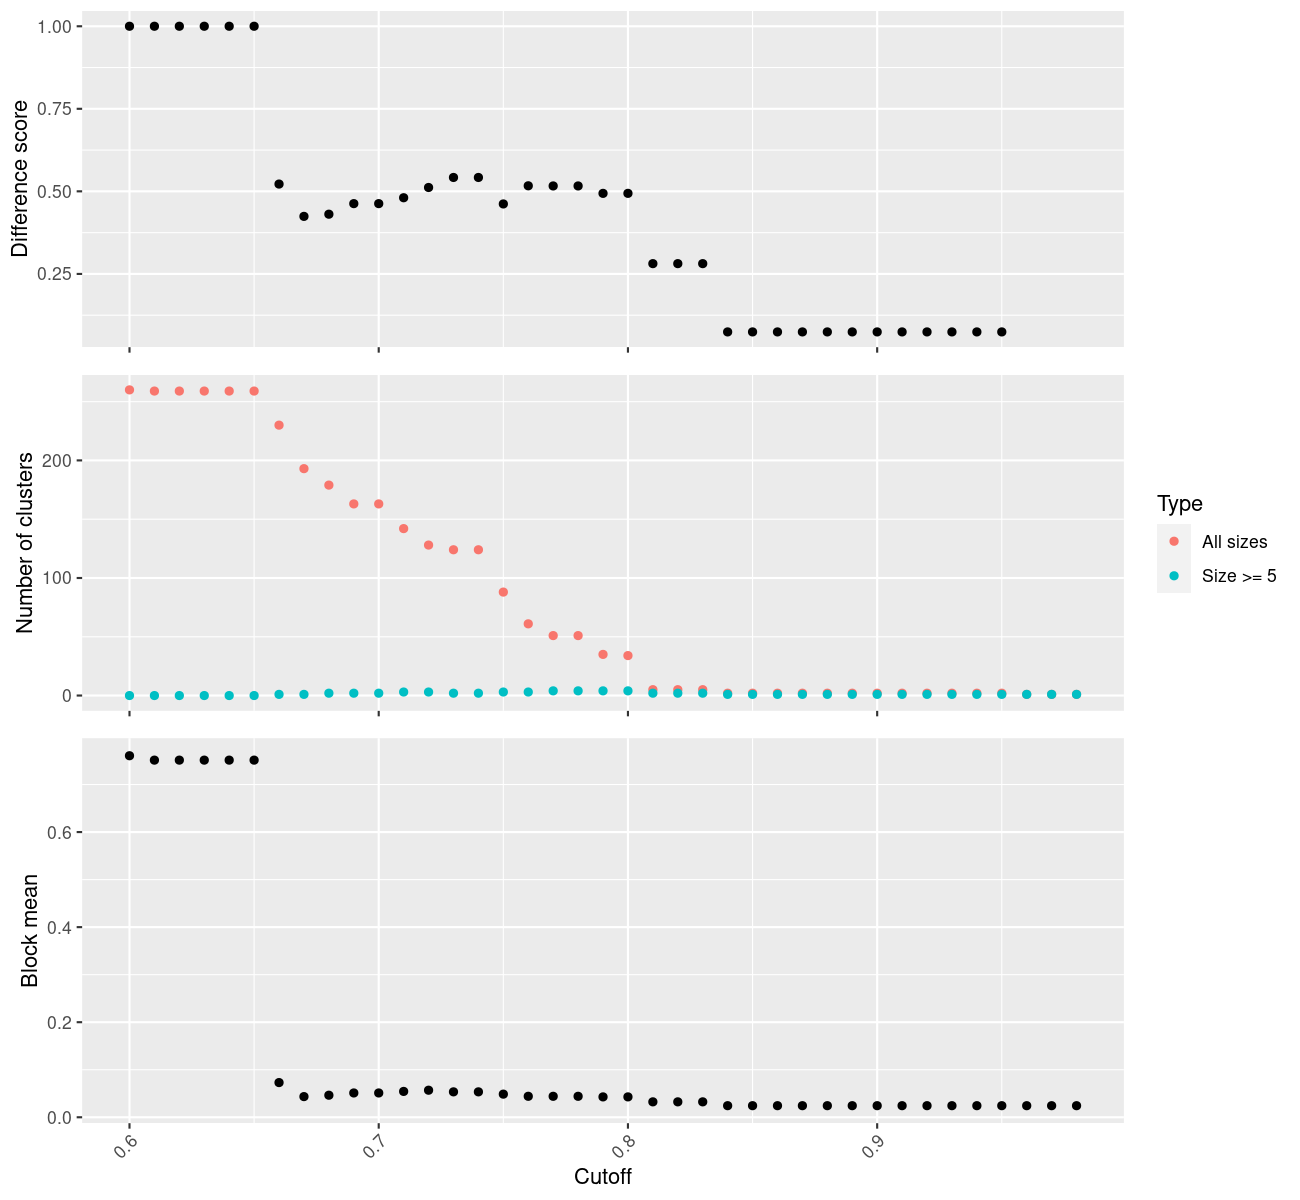 Difference score
1.00
0.75
0.50
0.25
Number of clusters
200
100
0
Type
All sizes
Size >= 5
Block mean
0.6
0.4
0.2
0.0
0.6
0.7
0.8
0.9
Cutoff